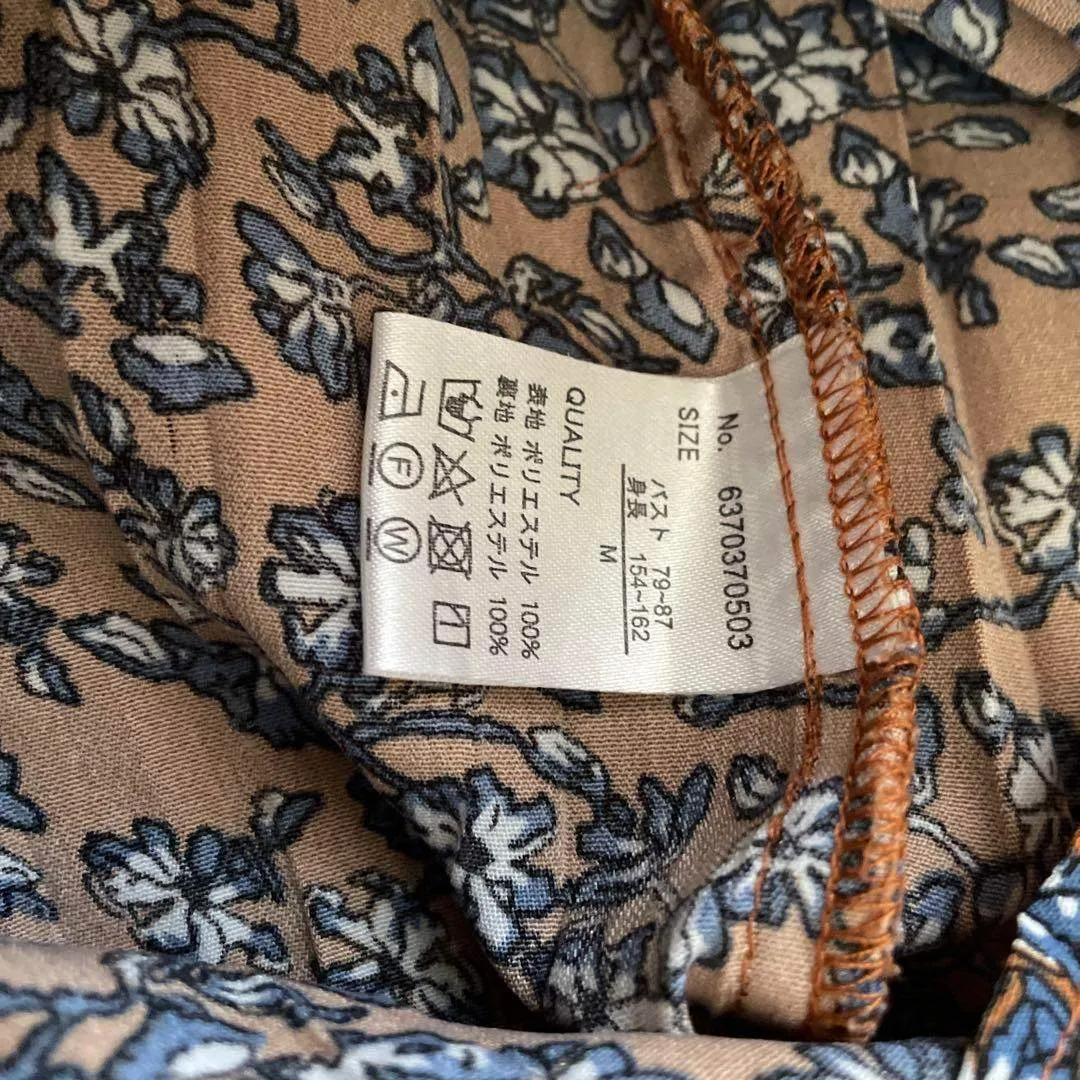 No. 6370370503
SIZE
バスト 79~87
身長 154~162
M
QUALITY
表地 ポリエステル 100%
裏地 ポリエステル 100%
F
W